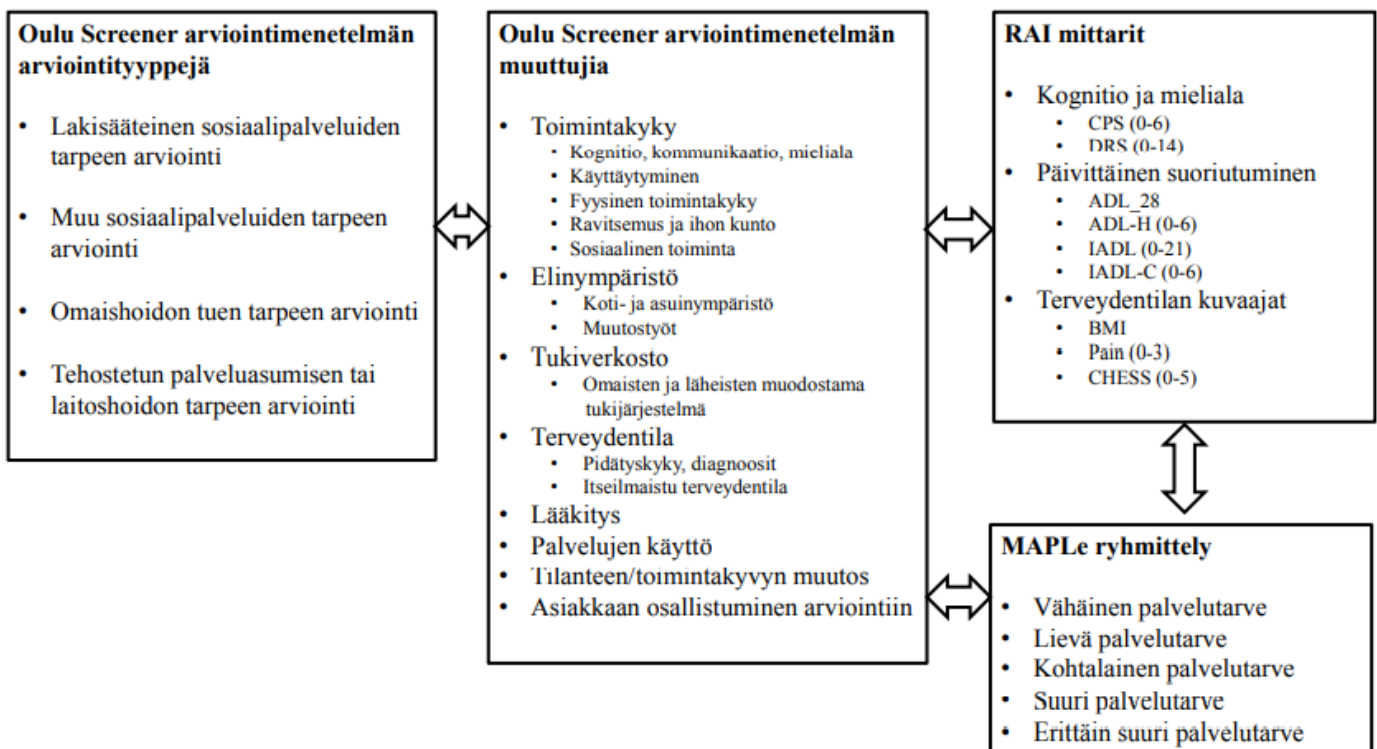 Oulu Screener arviointimenetelmän
arviointityyppejä
• Lakisääteinen sosiaalipalveluiden
tarpeen arviointi
• Muu sosiaalipalveluiden tarpeen
arviointi
• Omaishoidon tuen tarpeen arviointi
• Tehostetun palveluasumisen tai
laitoshoidon tarpeen arviointi
Oulu Screener arviointimenetelmän
muuttujia
• Toimintakyky
• Kognitio, kommunikaatio, mieliala
• Käyttäytyminen
• Fyysinen toimintakyky
• Ravitsemus ja ihon kunto
• Sosiaalinen toiminta
• Elinympäristö
• Koti- ja asuinympäristö
• Muutostyöt
• Tukiverkosto
• Omaisten ja läheisten muodostama
tukijärjestelmä
• Terveydentila
• Pidätyskyky, diagnoosit
• Itseilmaistu terveydentila
• Lääkitys
• Palvelujen käyttö
• Tilanteen/toimintakyvyn muutos
• Asiakkaan osallistuminen arviointiin
RAI mittarit
• Kognitio ja mieliala
• CPS (0-6)
• DRS (0-14)
• Päivittäinen suoriutuminen
• ADL_28
• ADL-H (0-6)
• IADL (0-21)
• IADL-C (0-6)
• Terveydentilan kuvaajat
• BMI
• Pain (0-3)
• CHESS (0-5)
MAPLe ryhmittely
• Vähäinen palvelutarve
• Lievä palvelutarve
• Kohtalainen palvelutarve
• Suuri palvelutarve
• Erittäin suuri palvelutarve